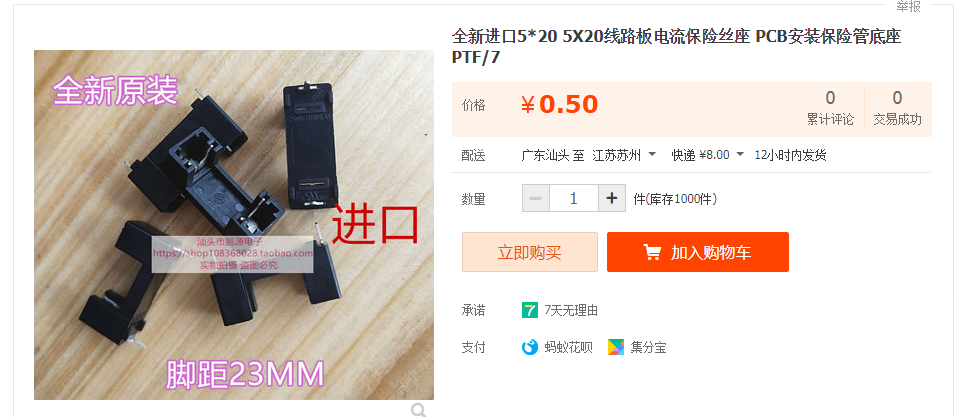 举报
全新原装
进口
汕头市勤源电子
https://shop108368028.taobao.com
实物拍摄 盗图必究
脚距23MM
全新进口5*20 5X20线路板电流保险丝座 PCB安装保险管底座
PTF/7
价格 ¥0.50 0 累计评论 0 交易成功
配送 广东汕头 至 江苏苏州 快递 ¥8.00 12小时内发货
数量 − 1 + 件(库存1000件)
立即购买 加入购物车
承诺 7 7天无理由
支付 蚂蚁花呗 集分宝